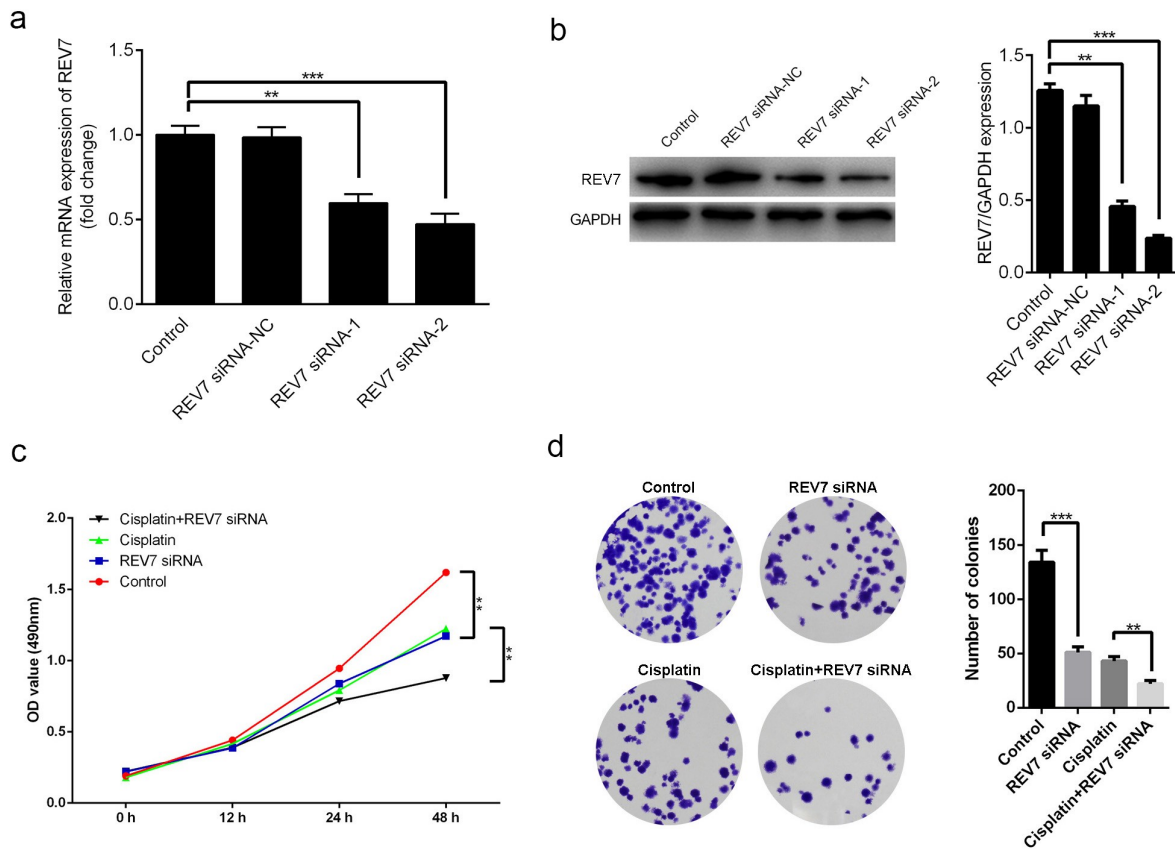 a
Relative mRNA expression of REV7
(fold change)
1.5
1.0
0.5
0.0
***
**
Control
REV7 siRNA-NC
REV7 siRNA-1
REV7 siRNA-2
b
Control
REV7 siRNA-NC
REV7 siRNA-1
REV7 siRNA-2
REV7
GAPDH
REV7/GAPDH expression
1.5
1.0
0.5
0.0
***
**
Control
REV7 siRNA-NC
REV7 siRNA-1
REV7 siRNA-2
c
OD value (490nm)
2.0
1.5
1.0
0.5
0.0
Cisplatin+REV7 siRNA
Cisplatin
REV7 siRNA
Control
**
**
0 h
12 h
24 h
48 h
d
Control
REV7 siRNA
Cisplatin
Cisplatin+REV7 siRNA
Number of colonies
200
150
100
50
0
***
**
Control
REV7 siRNA
Cisplatin
Cisplatin+REV7 siRNA